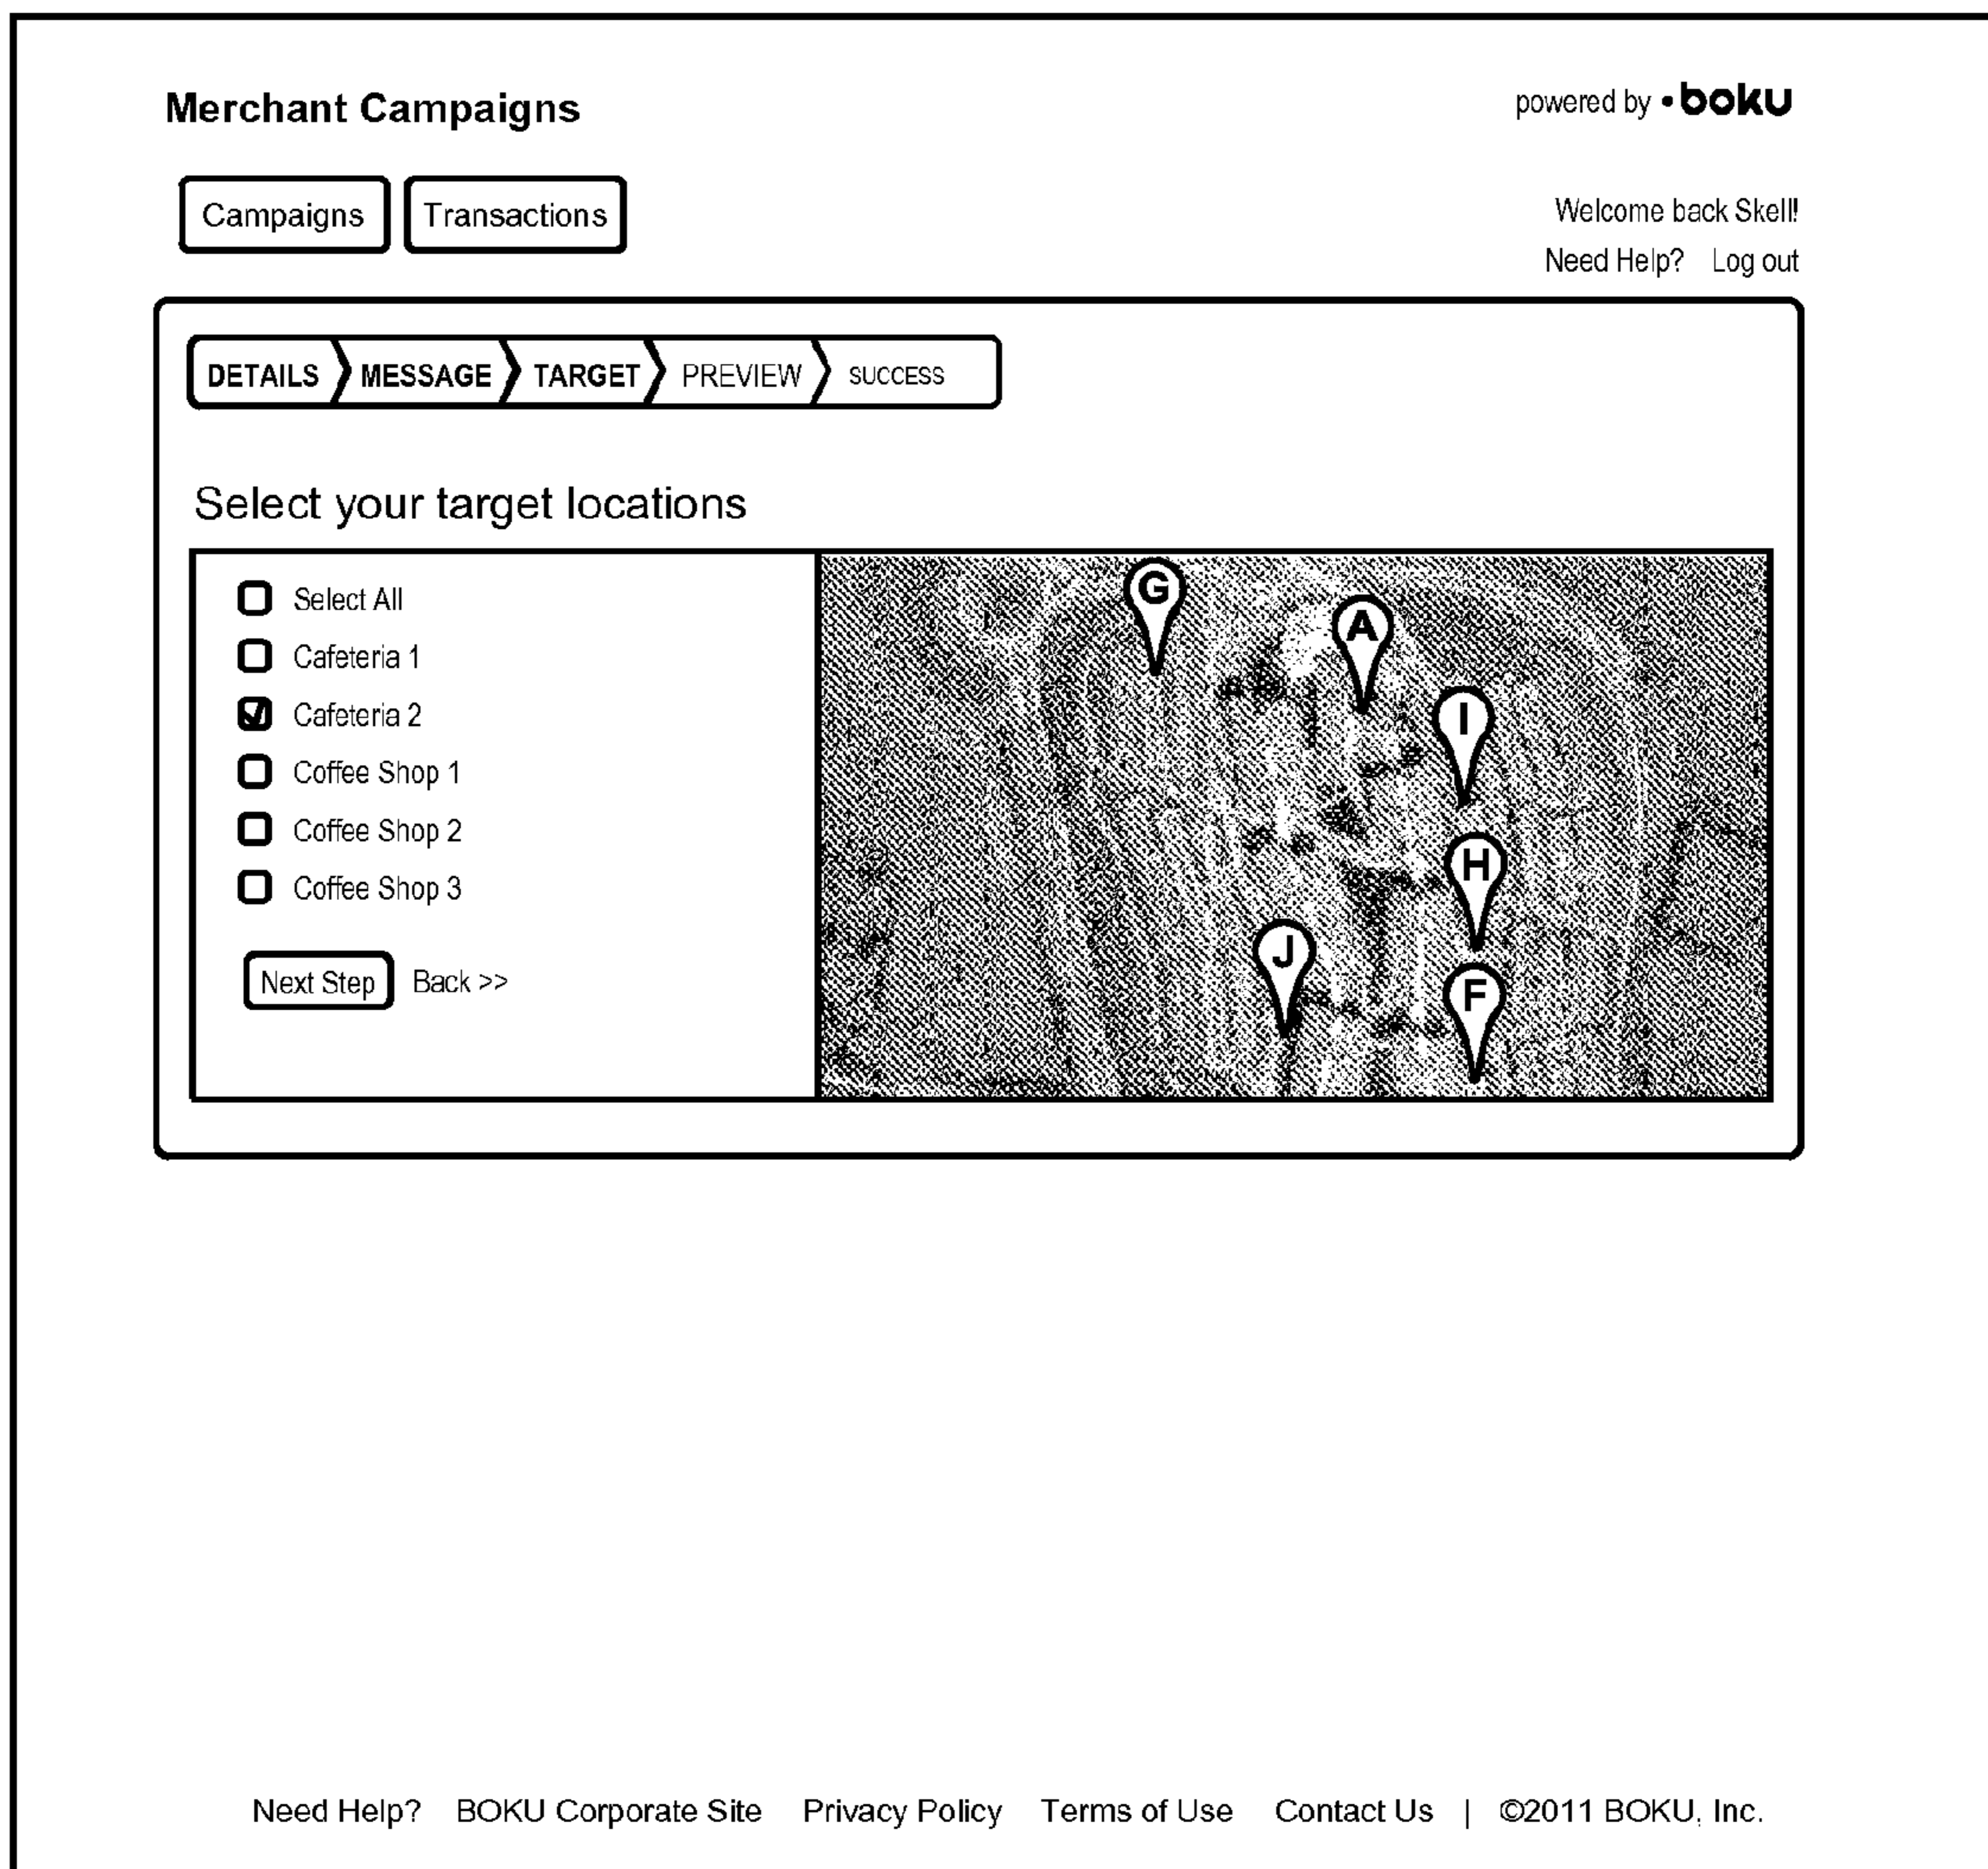 Merchant Campaigns
powered by •boku
Campaigns Transactions
Welcome back Skell!
Need Help? Log out
DETAILS MESSAGE TARGET PREVIEW SUCCESS
Select your target locations
Select All
Cafeteria 1
Cafeteria 2
Coffee Shop 1
Coffee Shop 2
Coffee Shop 3
Next Step Back >>
G
A
I
H
J
F
Need Help? BOKU Corporate Site Privacy Policy Terms of Use Contact Us | ©2011 BOKU, Inc.